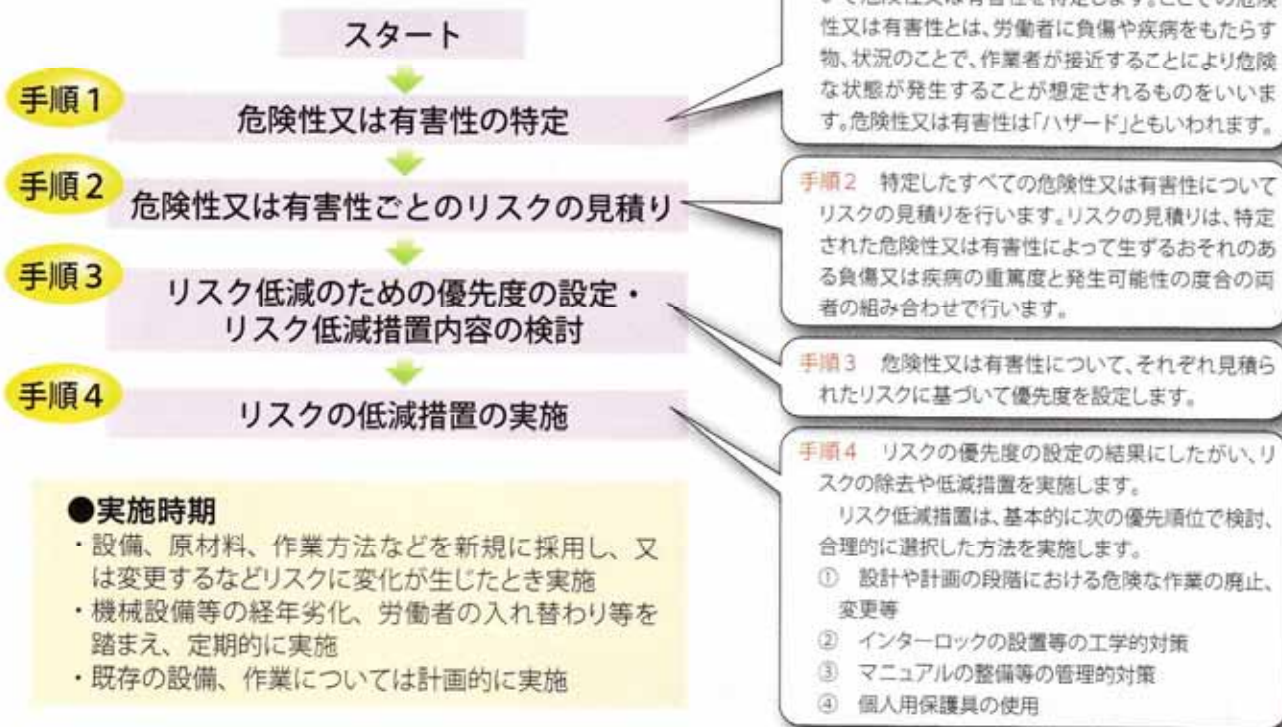 スタート
手順1
危険性又は有害性の特定
手順2
危険性又は有害性ごとのリスクの見積り
手順3
リスク低減のための優先度の設定・
リスク低減措置内容の検討
手順4
リスクの低減措置の実施
●実施時期
・設備、原材料、作業方法などを新規に採用し、又
は変更するなどリスクに変化が生じたとき実施
・機械設備等の経年劣化、労働者の入れ替わり等を
踏まえ、定期的に実施
・既存の設備、作業については計画的に実施
性又は有害性とは、労働者に負傷や疾病をもたらす
物、状況のことで、作業者が接近することにより危険
な状態が発生することが想定されるものをいいま
す。危険性又は有害性は「ハザード」ともいわれます。
手順2 特定したすべての危険性又は有害性について
リスクの見積りを行います。リスクの見積りは、特定
された危険性又は有害性によって生ずるおそれのあ
る負傷又は疾病の重篤度と発生可能性の度合の両
者の組み合わせで行います。
手順3 危険性又は有害性について、それぞれ見積ら
れたリスクに基づいて優先度を設定します。
手順4 リスクの優先度の設定の結果にしたがい、リ
スクの除去や低減措置を実施します。
リスク低減措置は、基本的に次の優先順位で検討、
合理的に選択した方法を実施します。
① 設計や計画の段階における危険な作業の廃止、
変更等
② インターロックの設置等の工学的対策
③ マニュアルの整備等の管理的対策
④ 個人用保護具の使用